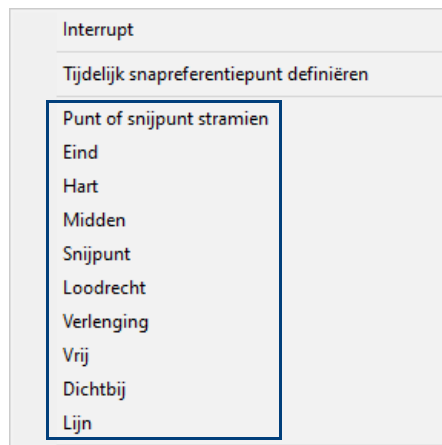 Interrupt
Tijdelijk snapreferentiepunt definiëren
Punt of snijpunt stramien
Eind
Hart
Midden
Snijpunt
Loodrecht
Verlenging
Vrij
Dichtbij
Lijn